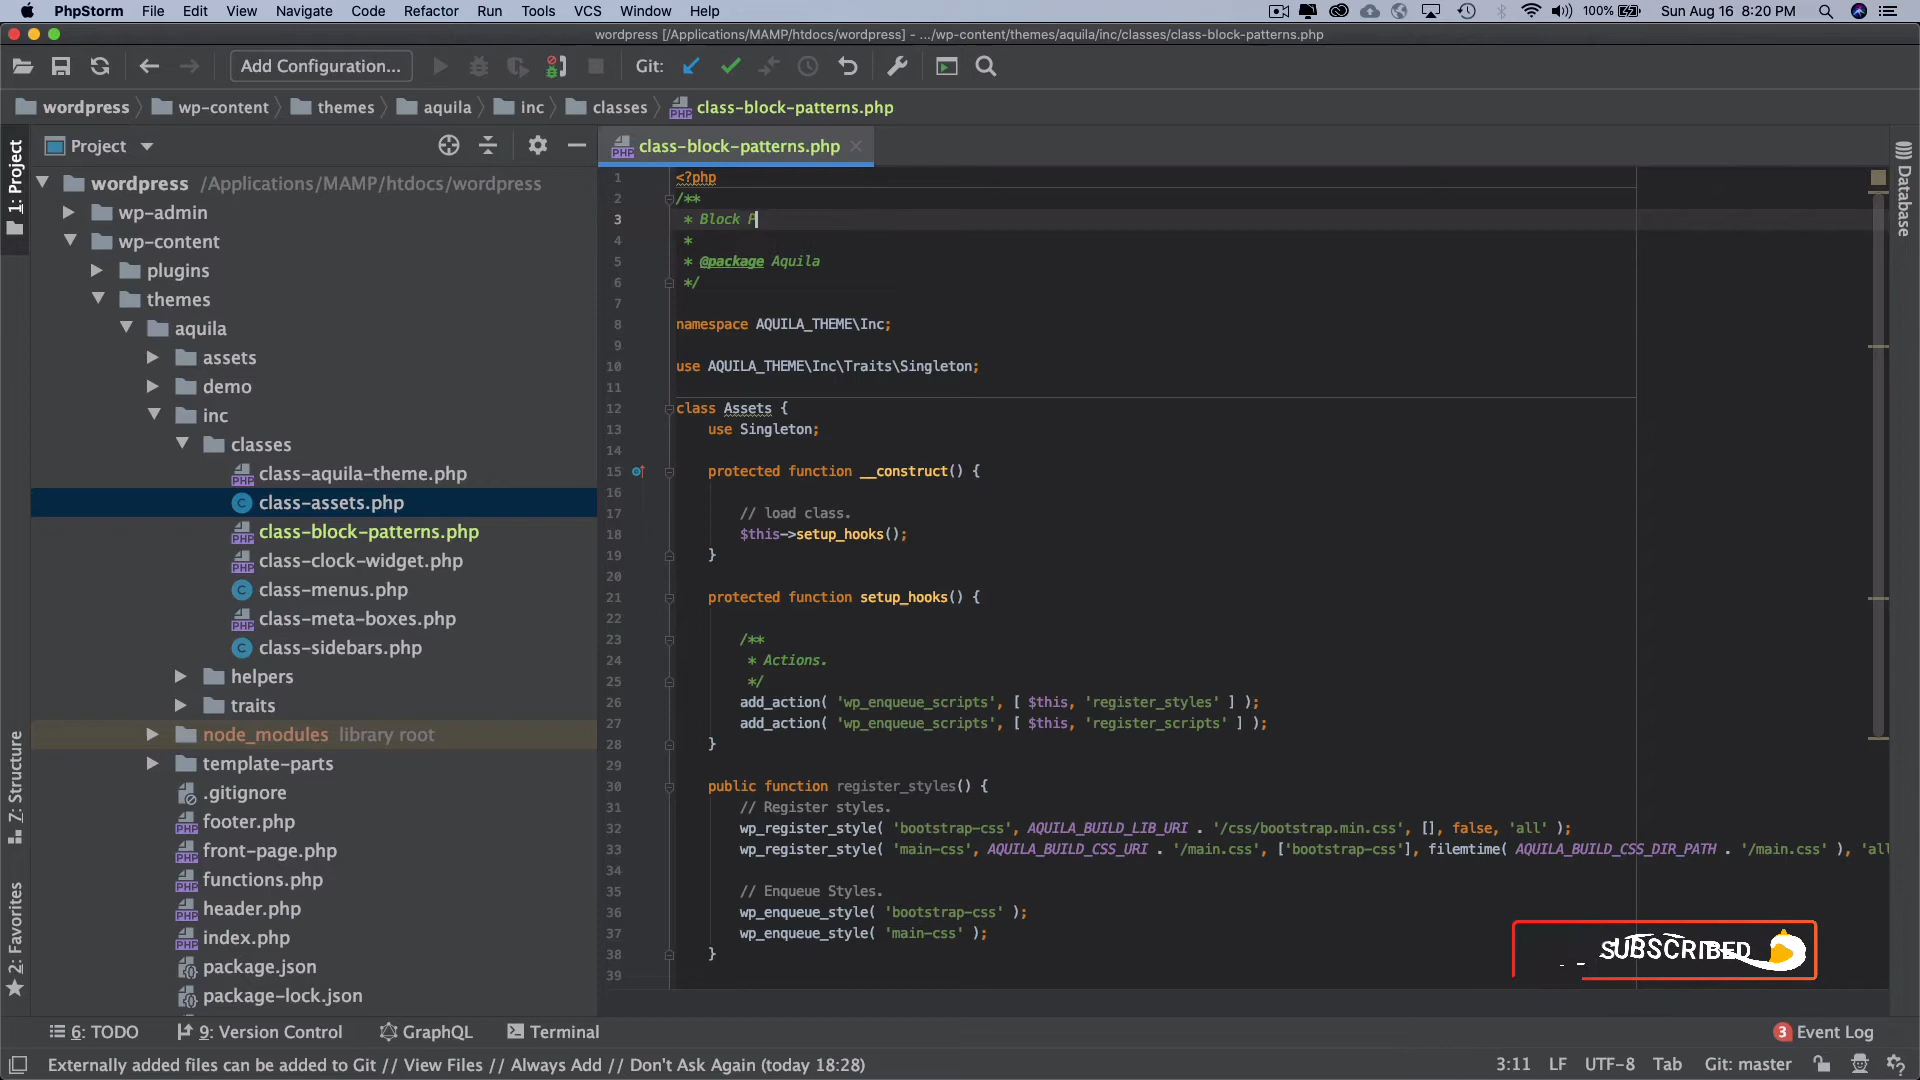 PhpStorm File Edit View Navigate Code Refactor Run Tools VCS Window Help 100% Sun Aug 16 8:20 PM
wordpress [/Applications/MAMP/htdocs/wordpress] - .../wp-content/themes/aquila/inc/classes/class-block-patterns.php
Add Configuration... Git:
wordpress wp-content themes aquila inc classes class-block-patterns.php
1: Project
Project
wordpress /Applications/MAMP/htdocs/wordpress
wp-admin
wp-content
plugins
themes
aquila
assets
demo
inc
classes
class-aquila-theme.php
class-assets.php
class-block-patterns.php
class-clock-widget.php
class-menus.php
class-meta-boxes.php
class-sidebars.php
helpers
traits
node_modules library root
template-parts
.gitignore
footer.php
front-page.php
functions.php
header.php
index.php
package.json
package-lock.json
7: Structure
2: Favorites
class-block-patterns.php
1 <?php
2 /**
3 * Block P
4 *
5 * @package Aquila
6 */
7
8 namespace AQUILA_THEME\Inc;
9
10 use AQUILA_THEME\Inc\Traits\Singleton;
11
12 class Assets {
13 use Singleton;
14
15 protected function __construct() {
16
17 // load class.
18 $this->setup_hooks();
19 }
20
21 protected function setup_hooks() {
22
23 /**
24 * Actions.
25 */
26 add_action( 'wp_enqueue_scripts', [ $this, 'register_styles' ] );
27 add_action( 'wp_enqueue_scripts', [ $this, 'register_scripts' ] );
28 }
29
30 public function register_styles() {
31 // Register styles.
32 wp_register_style( 'bootstrap-css', AQUILA_BUILD_LIB_URI . '/css/bootstrap.min.css', [], false, 'all' );
33 wp_register_style( 'main-css', AQUILA_BUILD_CSS_URI . '/main.css', ['bootstrap-css'], filemtime( AQUILA_BUILD_CSS_DIR_PATH . '/main.css' ), 'all
34
35 // Enqueue Styles.
36 wp_enqueue_style( 'bootstrap-css' );
37 wp_enqueue_style( 'main-css' );
38 }
39
Database
SUBSCRIBED
6: TODO 9: Version Control GraphQL Terminal 3 Event Log
Externally added files can be added to Git // View Files // Always Add // Don't Ask Again (today 18:28) 3:11 LF UTF-8 Tab Git: master